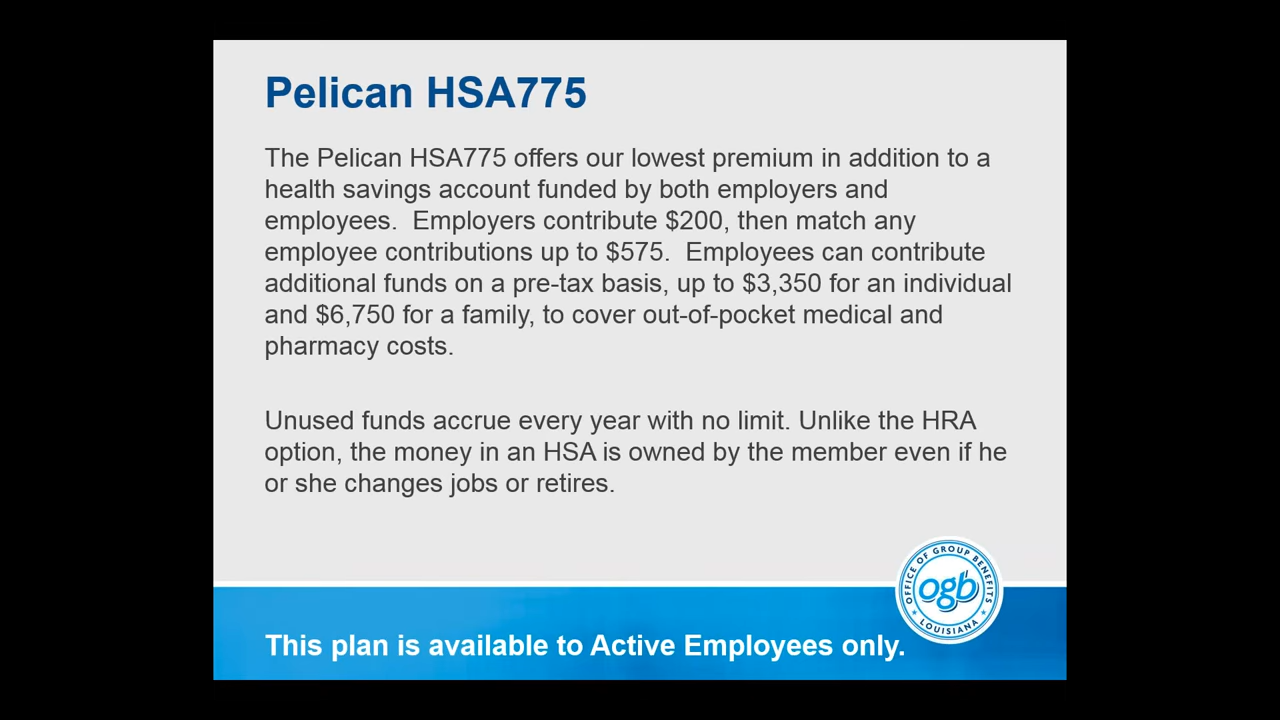 Pelican HSA775
The Pelican HSA775 offers our lowest premium in addition to a
health savings account funded by both employers and
employees.  Employers contribute $200, then match any
employee contributions up to $575.  Employees can contribute
additional funds on a pre-tax basis, up to $3,350 for an individual
and $6,750 for a family, to cover out-of-pocket medical and
pharmacy costs.
Unused funds accrue every year with no limit. Unlike the HRA
option, the money in an HSA is owned by the member even if he
or she changes jobs or retires.
OFFICE OF GROUP BENEFITS
ogb
LOUISIANA
This plan is available to Active Employees only.